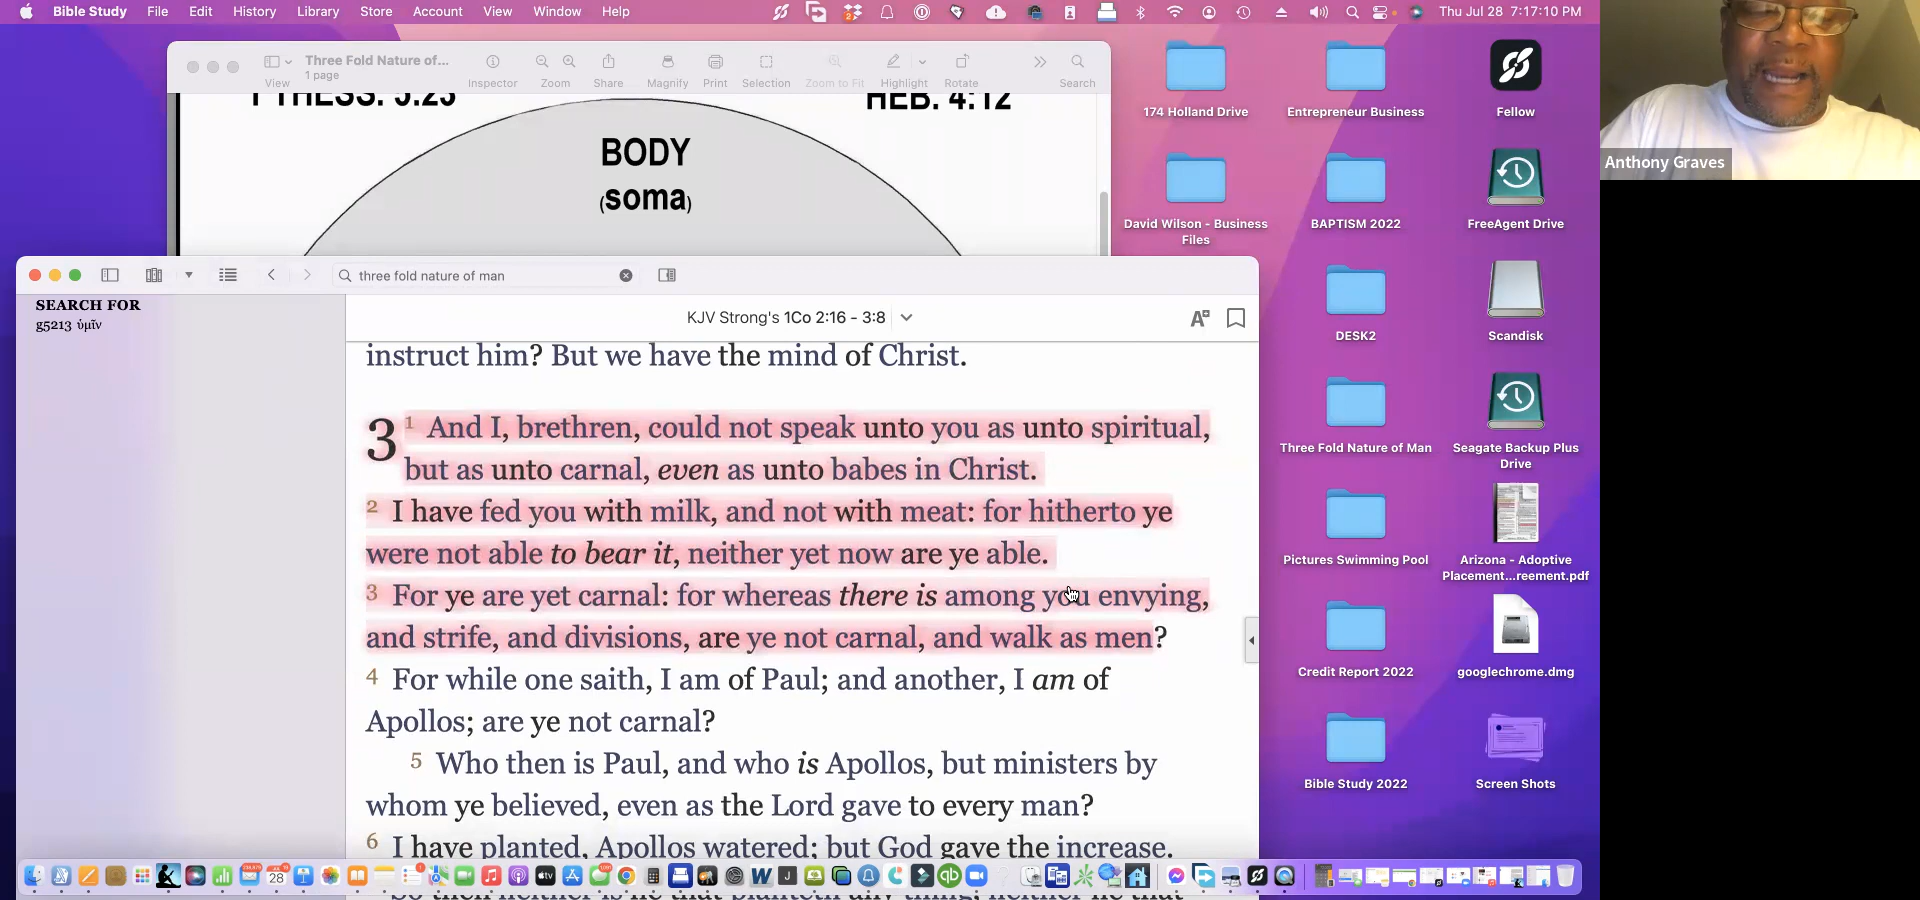 Bible Study File Edit History Library Store Account View Window Help Thu Jul 28 7:17:10 PM
Three Fold Nature of...
1 page
View Inspector Zoom Share Magnify Print Selection Zoom to Fit Highlight Rotate Search
1 THESS. 5:23 HEB. 4:12
BODY
(soma)
three fold nature of man
SEARCH FOR
g5213 ὑμῖν
KJV Strong's 1Co 2:16 - 3:8
instruct him? But we have the mind of Christ.
3 1 And I, brethren, could not speak unto you as unto spiritual,
but as unto carnal, even as unto babes in Christ.
2 I have fed you with milk, and not with meat: for hitherto ye
were not able to bear it, neither yet now are ye able.
3 For ye are yet carnal: for whereas there is among you envying,
and strife, and divisions, are ye not carnal, and walk as men?
4 For while one saith, I am of Paul; and another, I am of
Apollos; are ye not carnal?
5 Who then is Paul, and who is Apollos, but ministers by
whom ye believed, even as the Lord gave to every man?
6 I have planted, Apollos watered; but God gave the increase.
174 Holland Drive
Entrepreneur Business
Fellow
David Wilson - Business
Files
BAPTISM 2022
FreeAgent Drive
DESK2
Scandisk
Three Fold Nature of Man
Seagate Backup Plus
Drive
Pictures Swimming Pool
Arizona - Adoptive
Placement...reement.pdf
Credit Report 2022
googlechrome.dmg
Bible Study 2022
Screen Shots
Anthony Graves